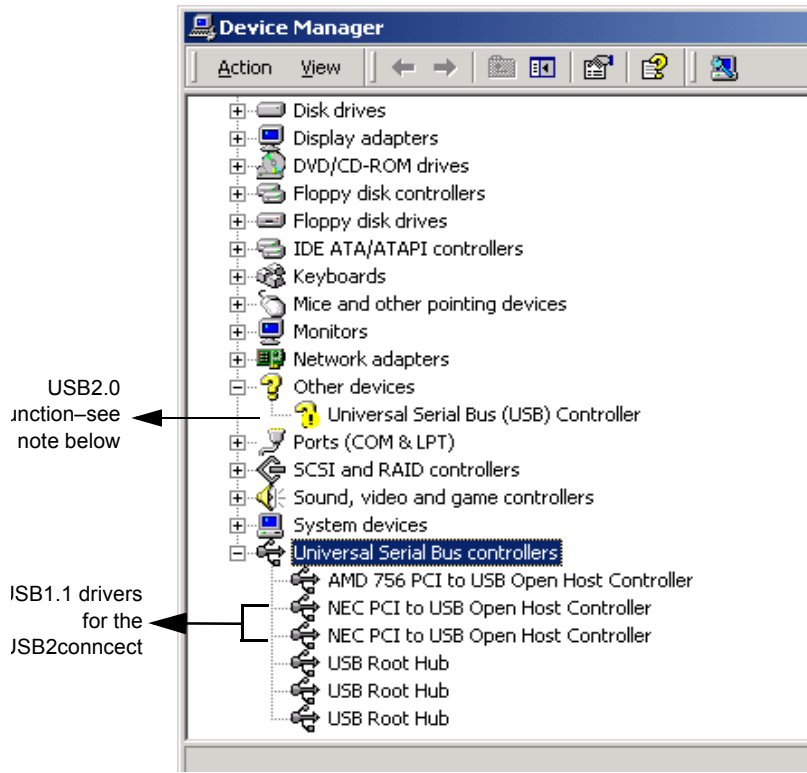 Device Manager
Action View
Disk drives
Display adapters
DVD/CD-ROM drives
Floppy disk controllers
Floppy disk drives
IDE ATA/ATAPI controllers
Keyboards
Mice and other pointing devices
Monitors
Network adapters
Other devices
Universal Serial Bus (USB) Controller
Ports (COM & LPT)
SCSI and RAID controllers
Sound, video and game controllers
System devices
Universal Serial Bus controllers
AMD 756 PCI to USB Open Host Controller
NEC PCI to USB Open Host Controller
NEC PCI to USB Open Host Controller
USB Root Hub
USB Root Hub
USB Root Hub
USB2.0
unction–see
note below
USB1.1 drivers
for the
USB2conncect